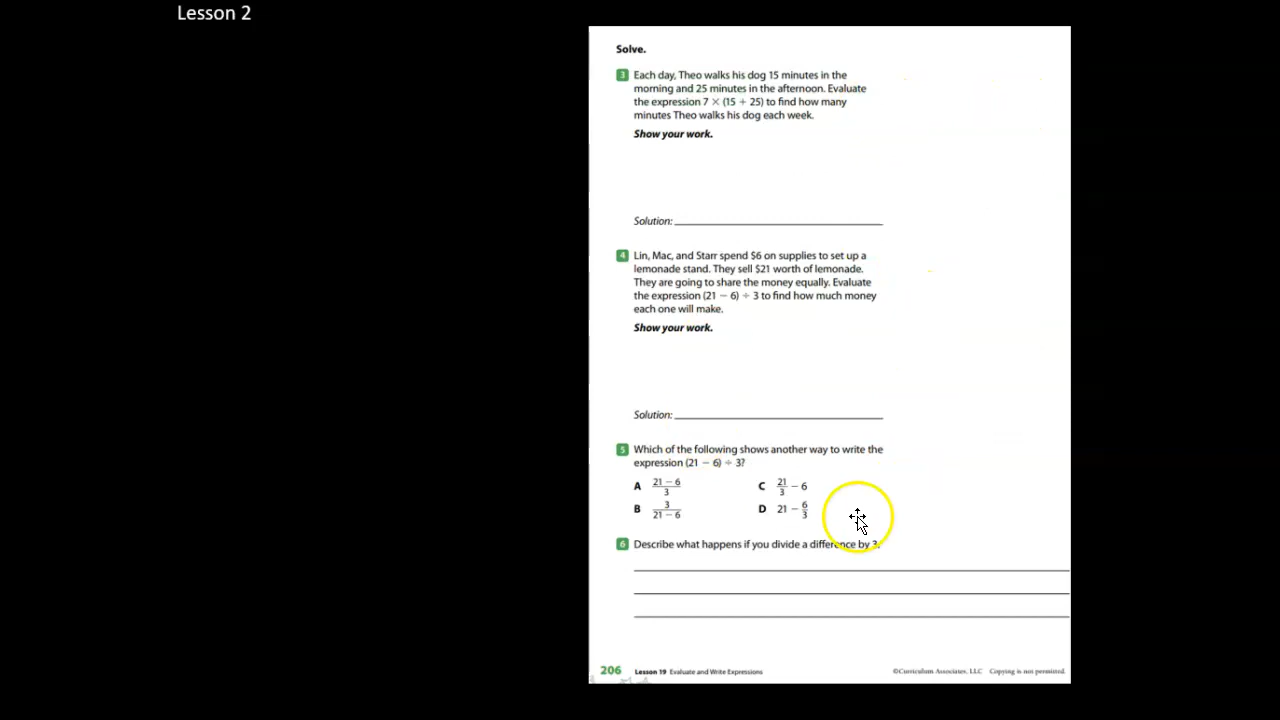 Lesson 2
Solve.
3 Each day, Theo walks his dog 15 minutes in the
morning and 25 minutes in the afternoon. Evaluate
the expression 7 × (15 + 25) to find how many
minutes Theo walks his dog each week.
Show your work.
Solution:
4 Lin, Mac, and Starr spend $6 on supplies to set up a
lemonade stand. They sell $21 worth of lemonade.
They are going to share the money equally. Evaluate
the expression (21 − 6) ÷ 3 to find how much money
each one will make.
Show your work.
Solution:
5 Which of the following shows another way to write the
expression (21 − 6) ÷ 3?
A 21 − 6 / 3 C 21 / 3 − 6
B 3 / 21 − 6 D 21 − 6 / 3
6 Describe what happens if you divide a difference by 3.
206 Lesson 19 Evaluate and Write Expressions ©Curriculum Associates, LLC Copying is not permitted.